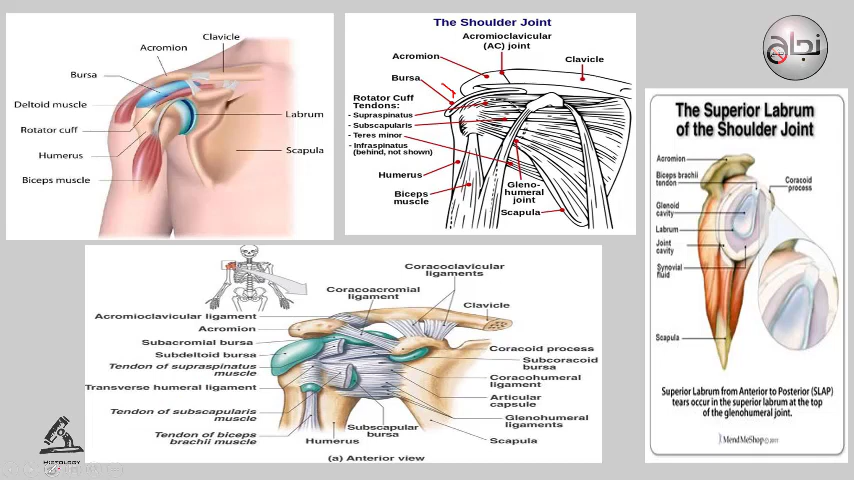 Clavicle
Acromion
Bursa
Deltoid muscle
Rotator cuff
Humerus
Biceps muscle
Labrum
Scapula
The Shoulder Joint
Acromioclavicular
(AC) joint
Acromion
Clavicle
Bursa
Rotator Cuff
Tendons:
- Supraspinatus
- Subscapularis
- Teres minor
- Infraspinatus
(behind, not shown)
Humerus
Biceps
muscle
Gleno-
humeral
joint
Scapula
نجاح
The Superior Labrum
of the Shoulder Joint
Acromion
Biceps brachii
tendon
Coracoid
process
Glenoid
cavity
Labrum
Joint
cavity
Synovial
fluid
Scapula
Superior Labrum from Anterior to Posterior (SLAP)
tears occur in the superior labrum at the top
of the glenohumeral joint.
MendMeShop ©2011
Coracoclavicular
ligaments
Coracoacromial
ligament
Clavicle
Acromioclavicular ligament
Acromion
Subacromial bursa
Subdeltoid bursa
Tendon of supraspinatus
muscle
Transverse humeral ligament
Tendon of subscapularis
muscle
Tendon of biceps
brachii muscle
Humerus
Subscapular
bursa
Coracoid process
Subcoracoid
bursa
Coracohumeral
ligament
Articular
capsule
Glenohumeral
ligaments
Scapula
(a) Anterior view
HISTOLOGY